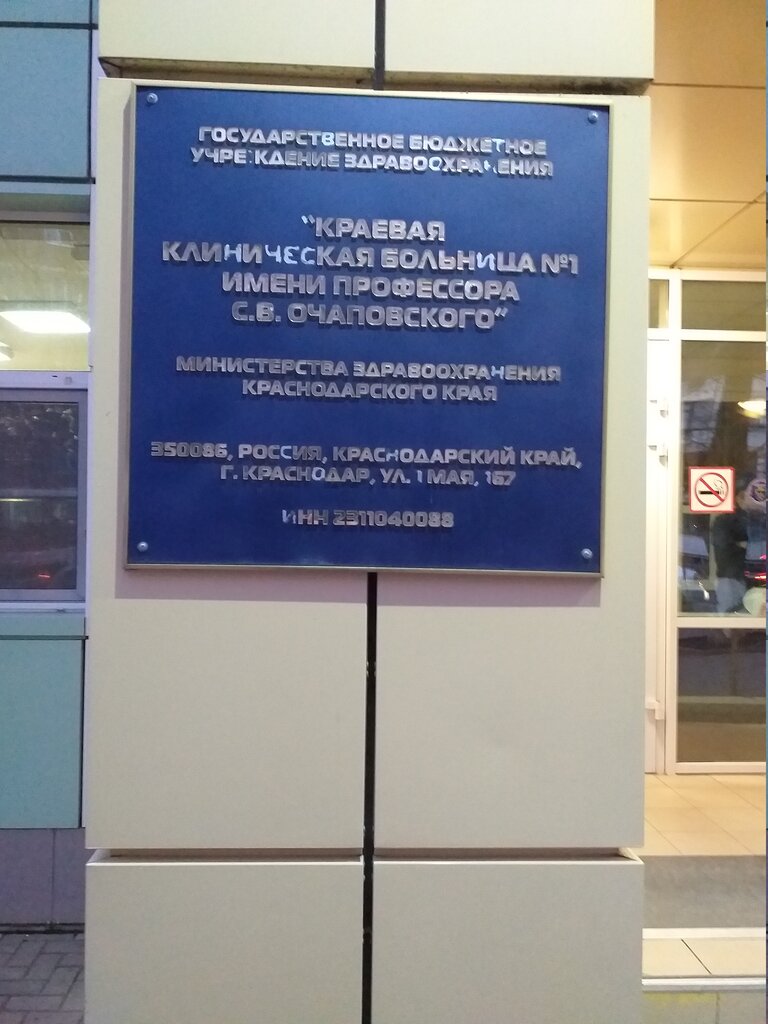 ГОСУДАРСТВЕННОЕ БЮДЖЕТНОЕ
УЧРЕЖДЕНИЕ ЗДРАВООХРАНЕНИЯ
"КРАЕВАЯ
КЛИНИЧЕСКАЯ БОЛЬНИЦА №1
ИМЕНИ ПРОФЕССОРА
С.В. ОЧАПОВСКОГО"
МИНИСТЕРСТВА ЗДРАВООХРАНЕНИЯ
КРАСНОДАРСКОГО КРАЯ
350086, РОССИЯ, КРАСНОДАРСКИЙ КРАЙ,
Г. КРАСНОДАР, УЛ. 1 МАЯ, 167
ИНН 2311040088